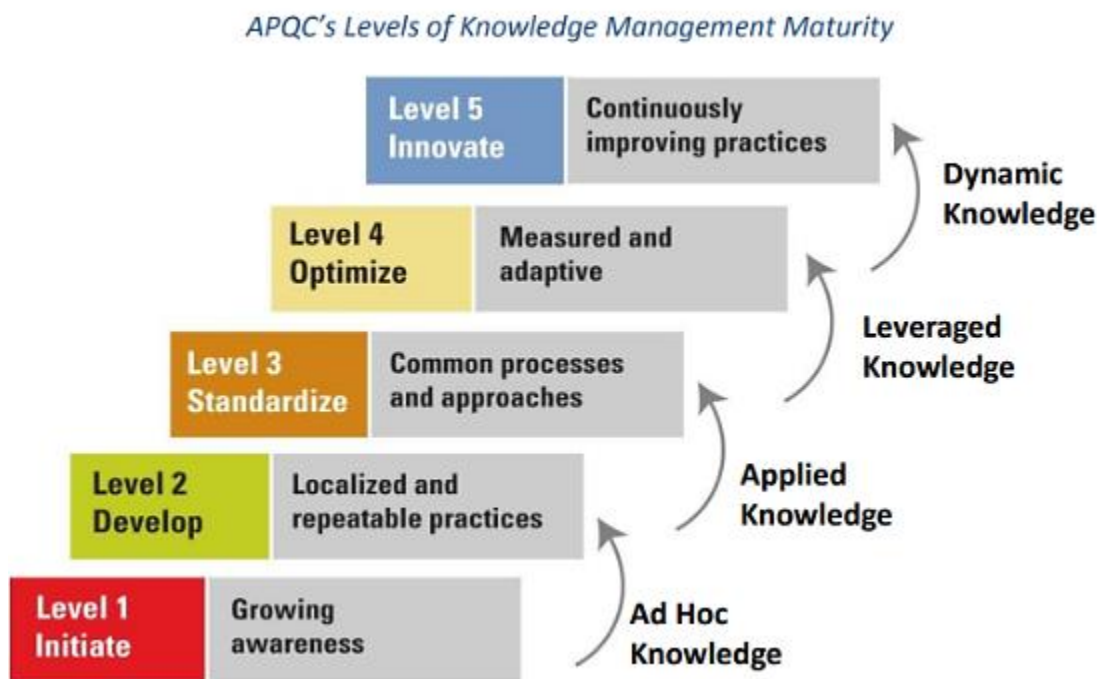 APQC's Levels of Knowledge Management Maturity
Level 5
Innovate
Continuously
improving practices
Dynamic
Knowledge
Level 4
Optimize
Measured and
adaptive
Leveraged
Knowledge
Level 3
Standardize
Common processes
and approaches
Applied
Knowledge
Level 2
Develop
Localized and
repeatable practices
Ad Hoc
Knowledge
Level 1
Initiate
Growing
awareness